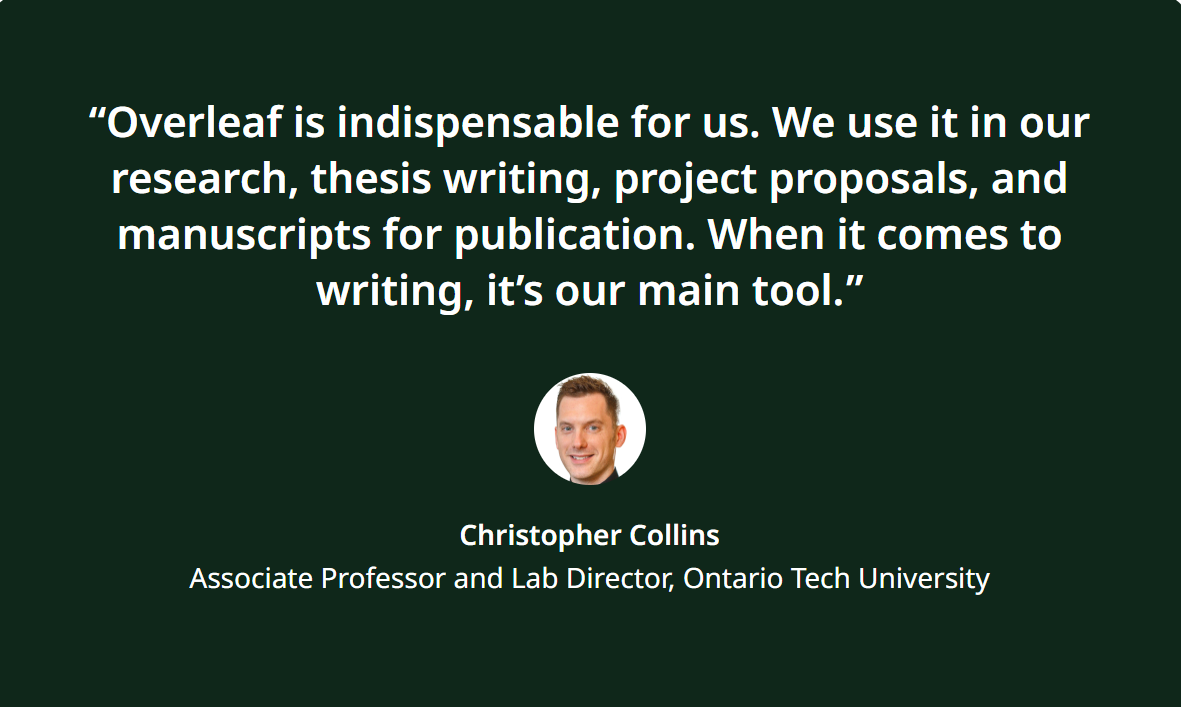 “Overleaf is indispensable for us. We use it in our
research, thesis writing, project proposals, and
manuscripts for publication. When it comes to
writing, it’s our main tool.”
Christopher Collins
Associate Professor and Lab Director, Ontario Tech University